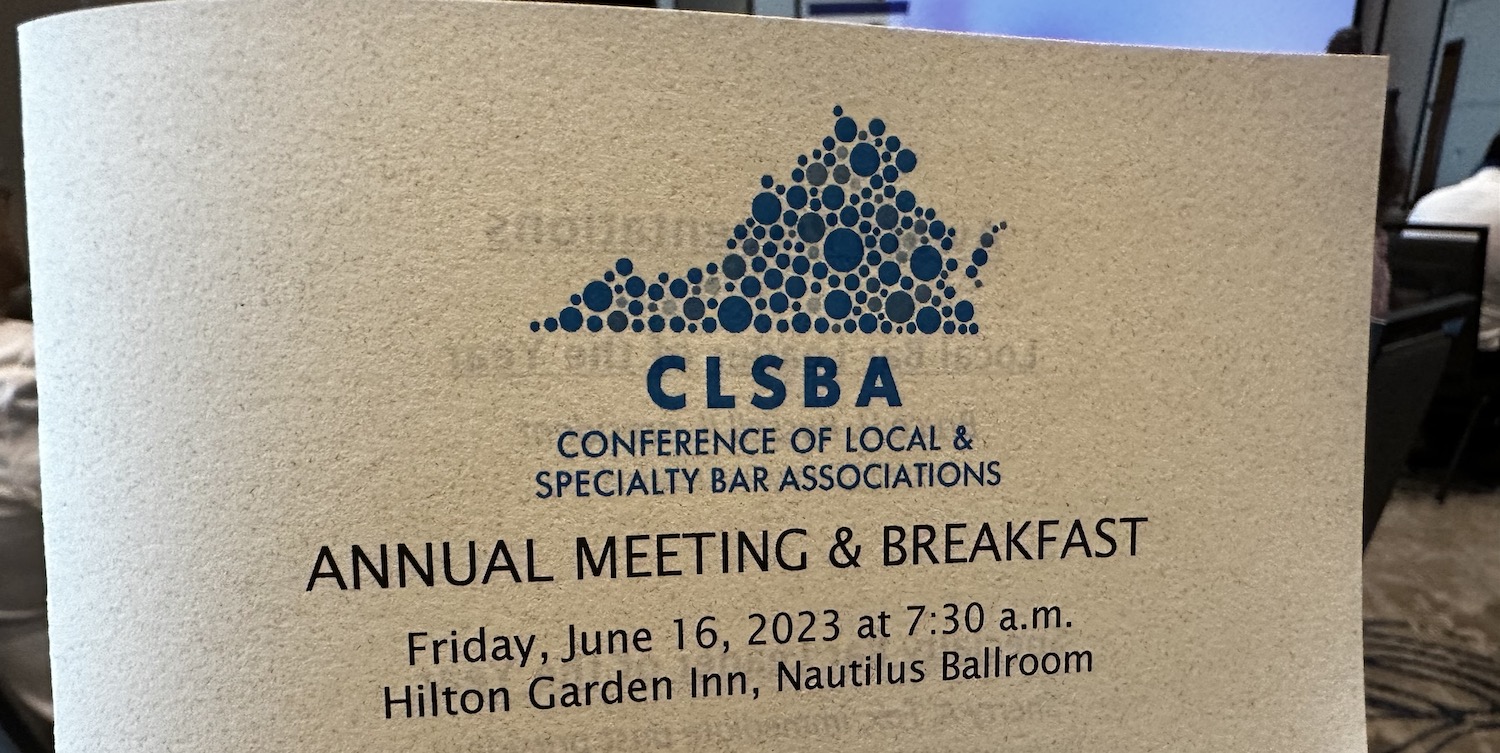 CLSBA
CONFERENCE OF LOCAL &
SPECIALTY BAR ASSOCIATIONS
ANNUAL MEETING & BREAKFAST
Friday, June 16, 2023 at 7:30 a.m.
Hilton Garden Inn, Nautilus Ballroom